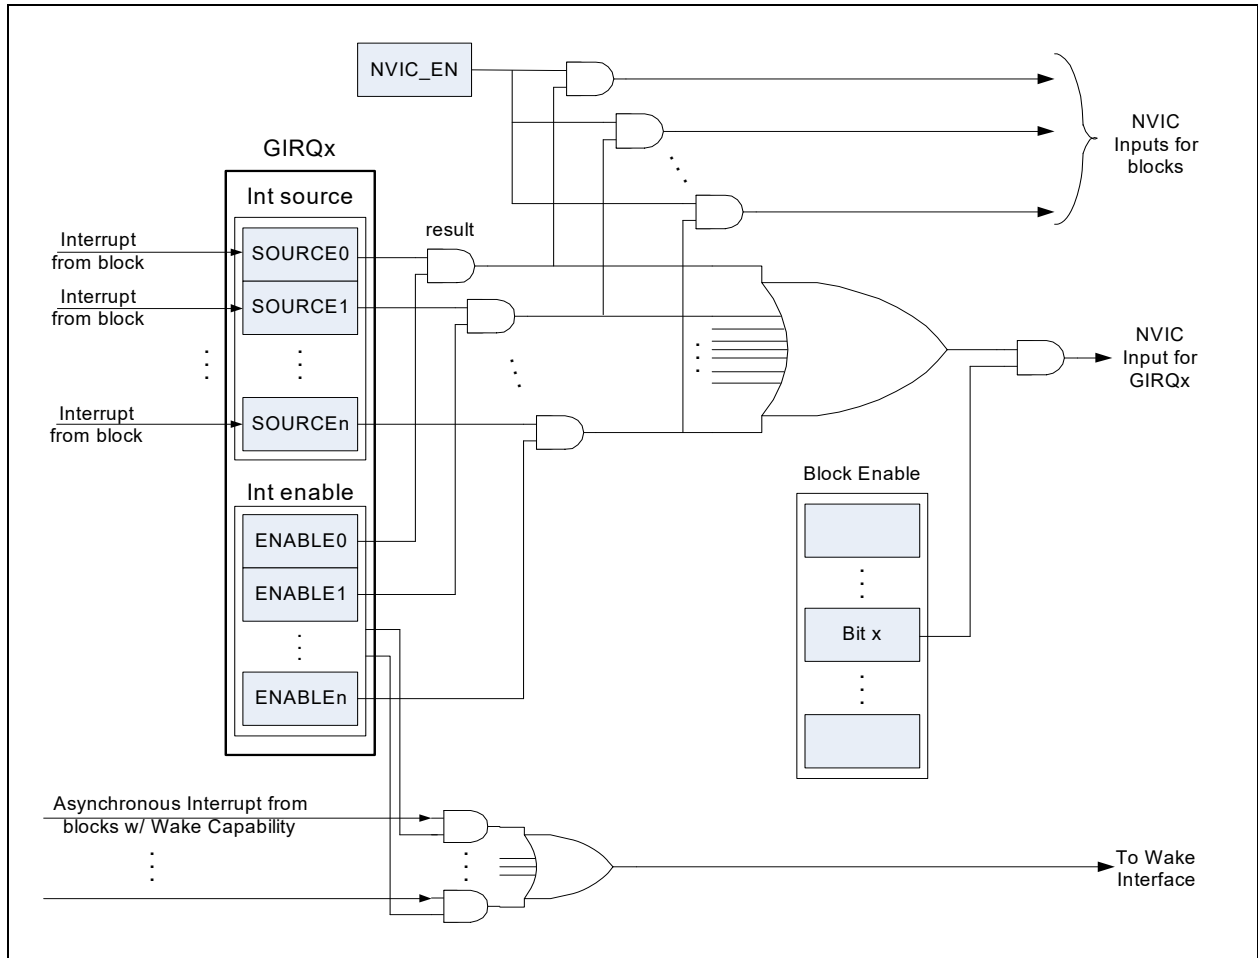 NVIC_EN
NVIC
Inputs for
blocks
GIRQx
Int source
result
Interrupt
from block
SOURCE0
Interrupt
from block
SOURCE1
NVIC
Input for
GIRQx
Interrupt
from block
SOURCEn
Block Enable
Int enable
ENABLE0
ENABLE1
Bit x
ENABLEn
Asynchronous Interrupt from
blocks w/ Wake Capability
To Wake
Interface